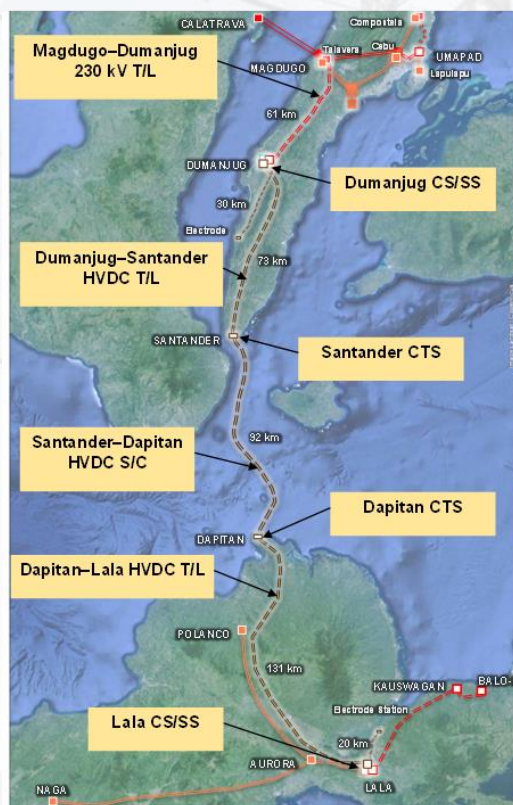 CALATRAVA
Compostela
Magdugo–Dumanjug
230 kV T/L
Talavera
Cebu
UMAPAD
MAGDUGO
Lapulapu
61 km
DUMANJUG
Dumanjug CS/SS
30 km
Electrode
Dumanjug–Santander
HVDC T/L
73 km
SANTANDER
Santander CTS
Santander–Dapitan
HVDC S/C
92 km
Dapitan CTS
DAPITAN
Dapitan–Lala HVDC T/L
POLANCO
131 km
KAUSWAGAN
BALO-
Electrode Station
Lala CS/SS
20 km
AURORA
LALA
NAGA